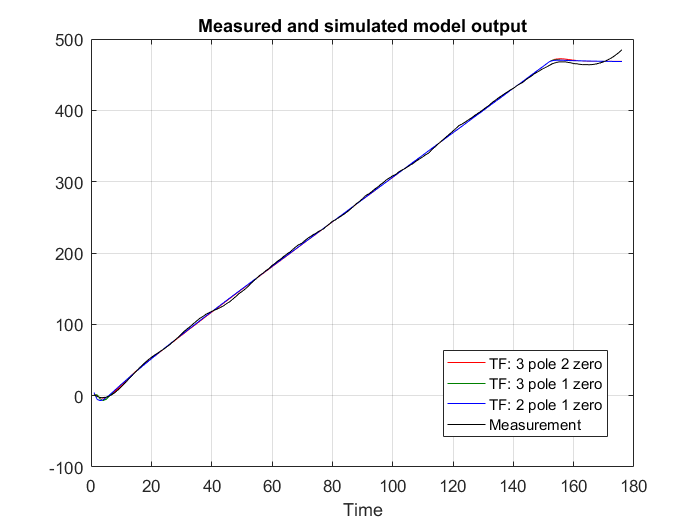 Measured and simulated model output
500
400
300
200
100
0
-100
0 20 40 60 80 100 120 140 160 180
Time
TF: 3 pole 2 zero
TF: 3 pole 1 zero
TF: 2 pole 1 zero
Measurement